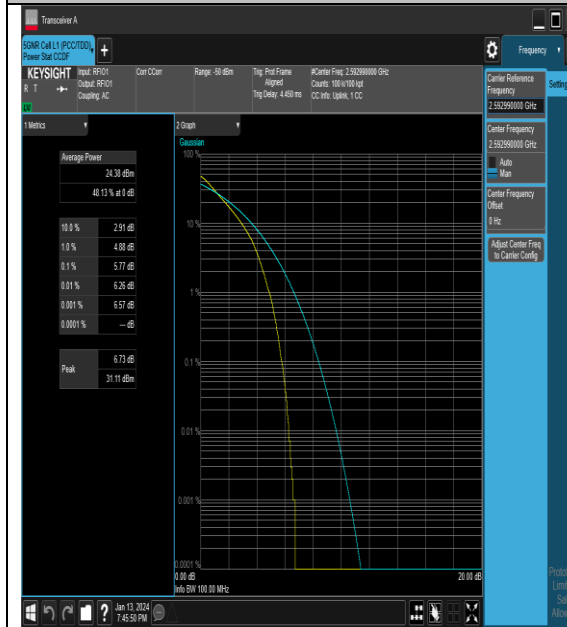 Transceiver A
5GNR Cell L1 (PCC/TDD),
Power Stat CCDF
+
Frequency
KEYSIGHT
R T
Input: RFIO1
Output: RFIO1
Coupling: AC
Corr CCorr
Range: -50 dBm
Trig: Prot Frame
Aligned
Trig Delay: 4.450 ms
#Center Freq: 2.592990000 GHz
Counts: 100 k/100 kpt
CC Info: Uplink, 1 CC
Carrier Reference
Frequency
2.592990000 GHz
Center Frequency
2.592990000 GHz
Auto
Man
Center Frequency
Offset
0 Hz
Adjust Center Freq
to Carrier Config
1 Metrics
Average Power
24.38 dBm
48.13 % at 0 dB
10.0 % 2.91 dB
1.0 % 4.88 dB
0.1 % 5.77 dB
0.01 % 6.26 dB
0.001 % 6.57 dB
0.0001 % --- dB
Peak
6.73 dB
31.11 dBm
2 Graph
Gaussian
100 %
10 %
1 %
0.1 %
0.01 %
0.001 %
0.0001 %
0.00 dB
20.00 dB
Info BW 100.00 MHz
?
Jan 13, 2024
7:45:50 PM